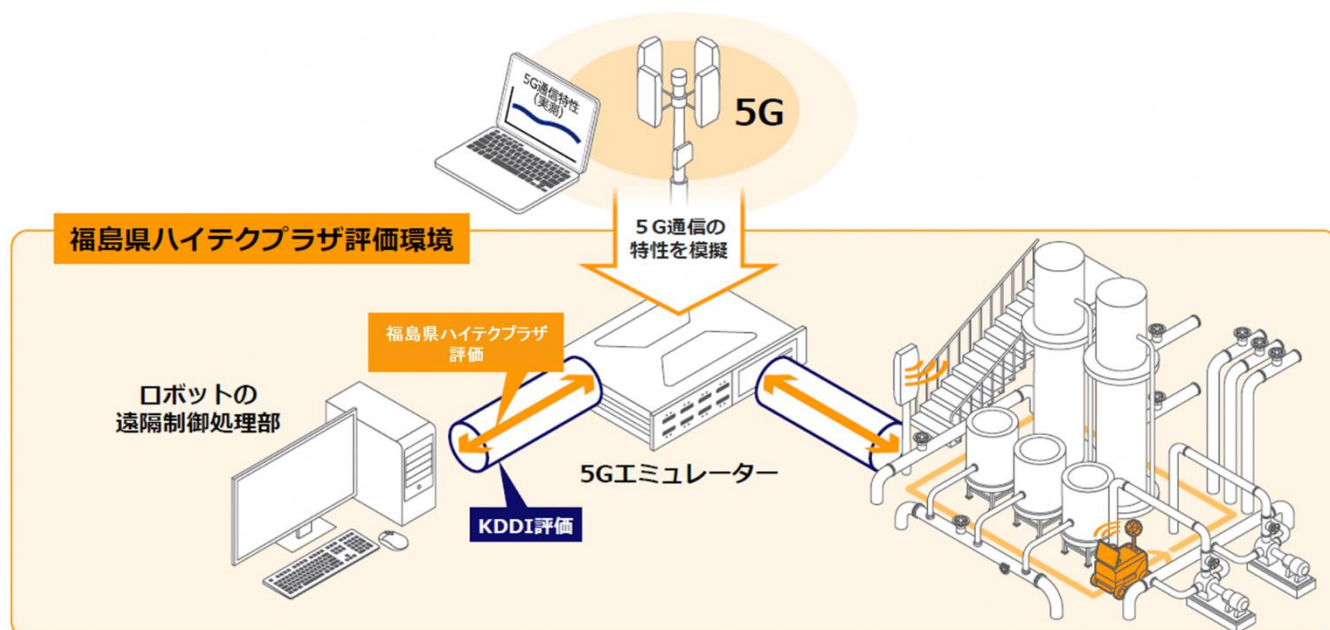 5G通信特性
(実測)
5G
5G通信の
特性を模擬
福島県ハイテクプラザ評価環境
福島県ハイテクプラザ
評価
ロボットの
遠隔制御処理部
5Gエミュレーター
KDDI評価